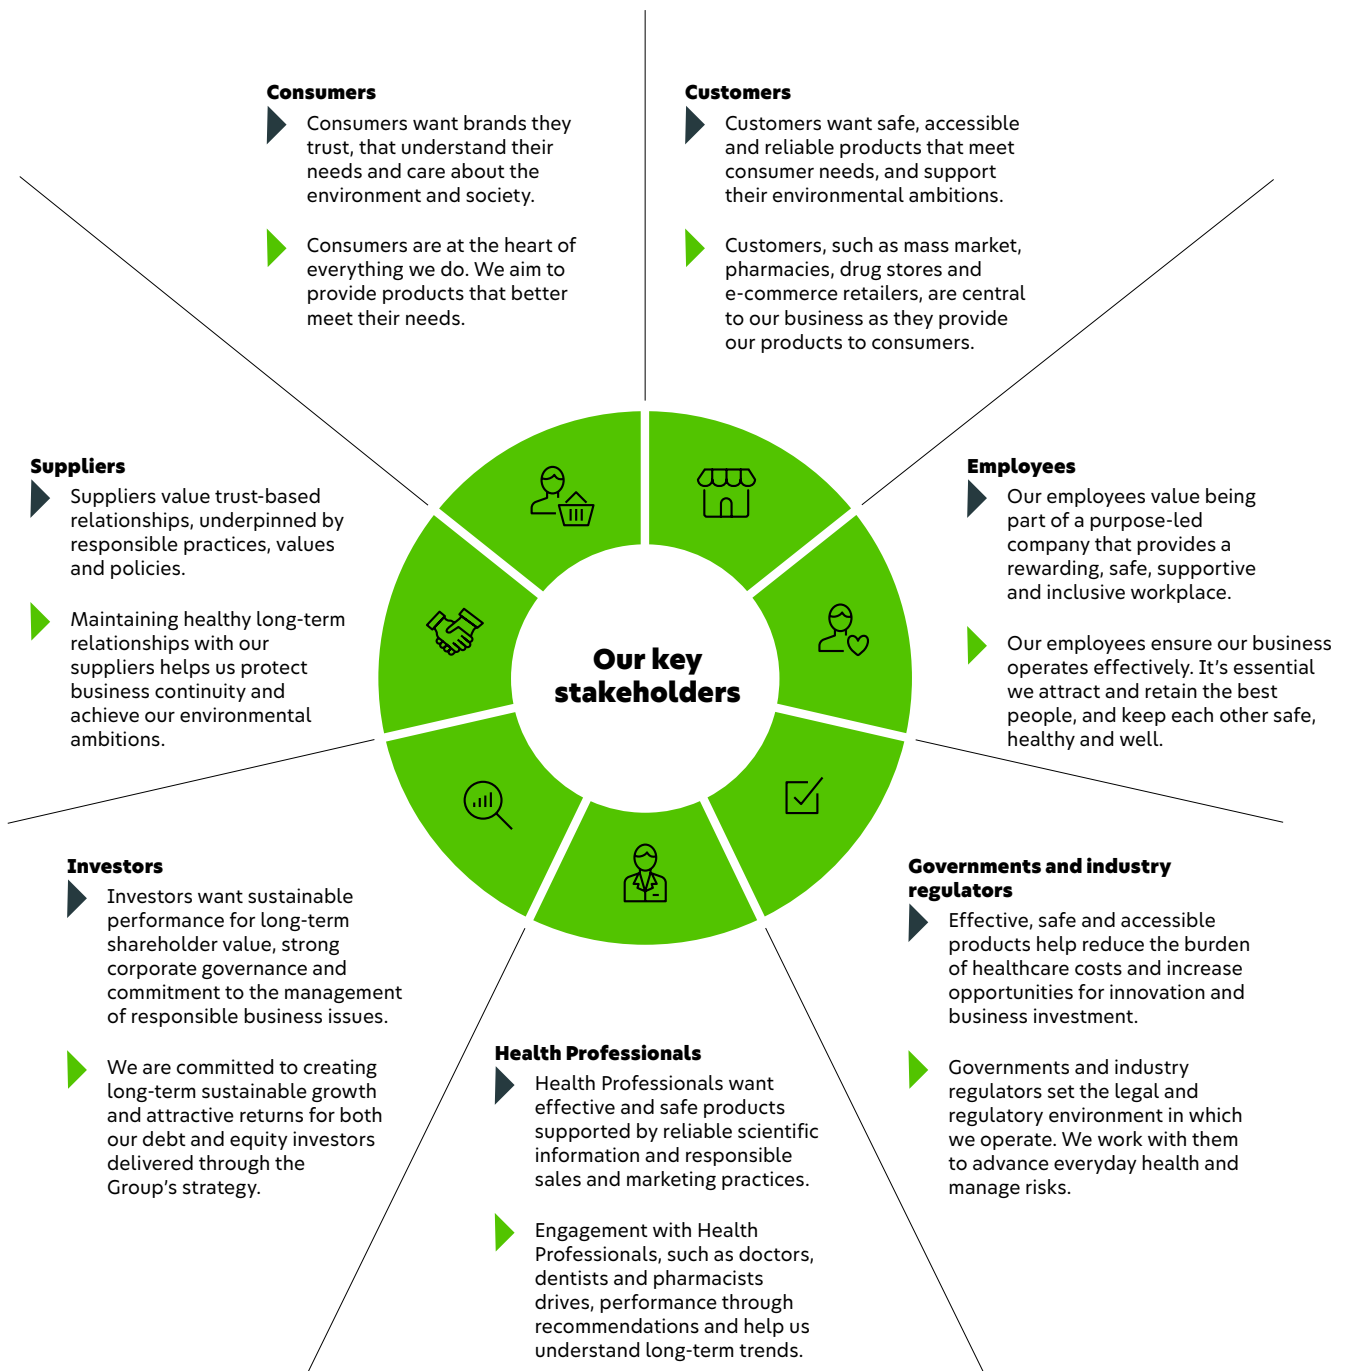 Consumers
Consumers want brands they
trust, that understand their
needs and care about the
environment and society.
Consumers are at the heart of
everything we do. We aim to
provide products that better
meet their needs.
Customers
Customers want safe, accessible
and reliable products that meet
consumer needs, and support
their environmental ambitions.
Customers, such as mass market,
pharmacies, drug stores and
e-commerce retailers, are central
to our business as they provide
our products to consumers.
Suppliers
Suppliers value trust-based
relationships, underpinned by
responsible practices, values
and policies.
Maintaining healthy long-term
relationships with our
suppliers helps us protect
business continuity and
achieve our environmental
ambitions.
Our key
stakeholders
Employees
Our employees value being
part of a purpose-led
company that provides a
rewarding, safe, supportive
and inclusive workplace.
Our employees ensure our business
operates effectively. It's essential
we attract and retain the best
people, and keep each other safe,
healthy and well.
Investors
Investors want sustainable
performance for long-term
shareholder value, strong
corporate governance and
commitment to the management
of responsible business issues.
We are committed to creating
long-term sustainable growth
and attractive returns for both
our debt and equity investors
delivered through the
Group's strategy.
Health Professionals
Health Professionals want
effective and safe products
supported by reliable scientific
information and responsible
sales and marketing practices.
Engagement with Health
Professionals, such as doctors,
dentists and pharmacists
drives, performance through
recommendations and help us
understand long-term trends.
Governments and industry
regulators
Effective, safe and accessible
products help reduce the burden
of healthcare costs and increase
opportunities for innovation and
business investment.
Governments and industry
regulators set the legal and
regulatory environment in which
we operate. We work with them
to advance everyday health and
manage risks.